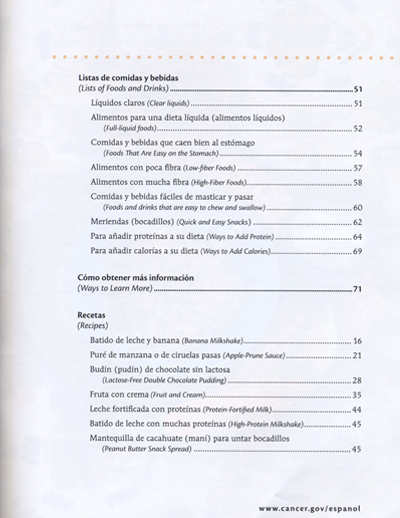 Listas de comidas y bebidas
(Lists of Foods and Drinks)......51
Líquidos claros (Clear liquids)......51
Alimentos para una dieta líquida (alimentos líquidos)
(Full-liquid foods)......52
Comidas y bebidas que caen bien al estómago
(Foods That Are Easy on the Stomach)......54
Alimentos con poca fibra (Low-fiber Foods)......57
Alimentos con mucha fibra (High-Fiber Foods)......58
Comidas y bebidas fáciles de masticar y pasar
(Foods and drinks that are easy to chew and swallow)......60
Meriendas (bocadillos) (Quick and Easy Snacks)......62
Para añadir proteínas a su dieta (Ways to Add Protein)......64
Para añadir calorías a su dieta (Ways to Add Calories)......69
Cómo obtener más información
(Ways to Learn More)......71
Recetas
(Recipes)
Batido de leche y banana (Banana Milkshake)......16
Puré de manzana o de ciruelas pasas (Apple-Prune Sauce)......21
Budín (pudín) de chocolate sin lactosa
(Lactose-Free Double Chocolate Pudding)......28
Fruta con crema (Fruit and Cream)......35
Leche fortificada con proteínas (Protein-Fortified Milk)......44
Batido de leche con muchas proteínas (High-Protein Milkshake)......45
Mantequilla de cacahuate (maní) para untar bocadillos
(Peanut Butter Snack Spread)......45
www.cancer.gov/espanol